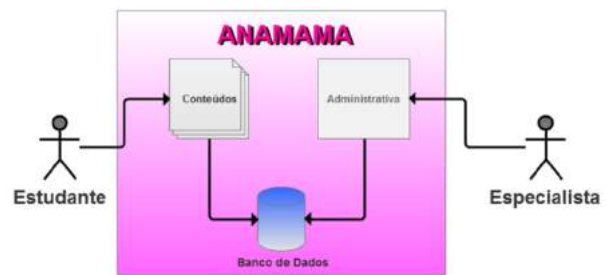 ANAMAMA
Conteúdos
Administrativa
Estudante
Especialista
Banco de Dados